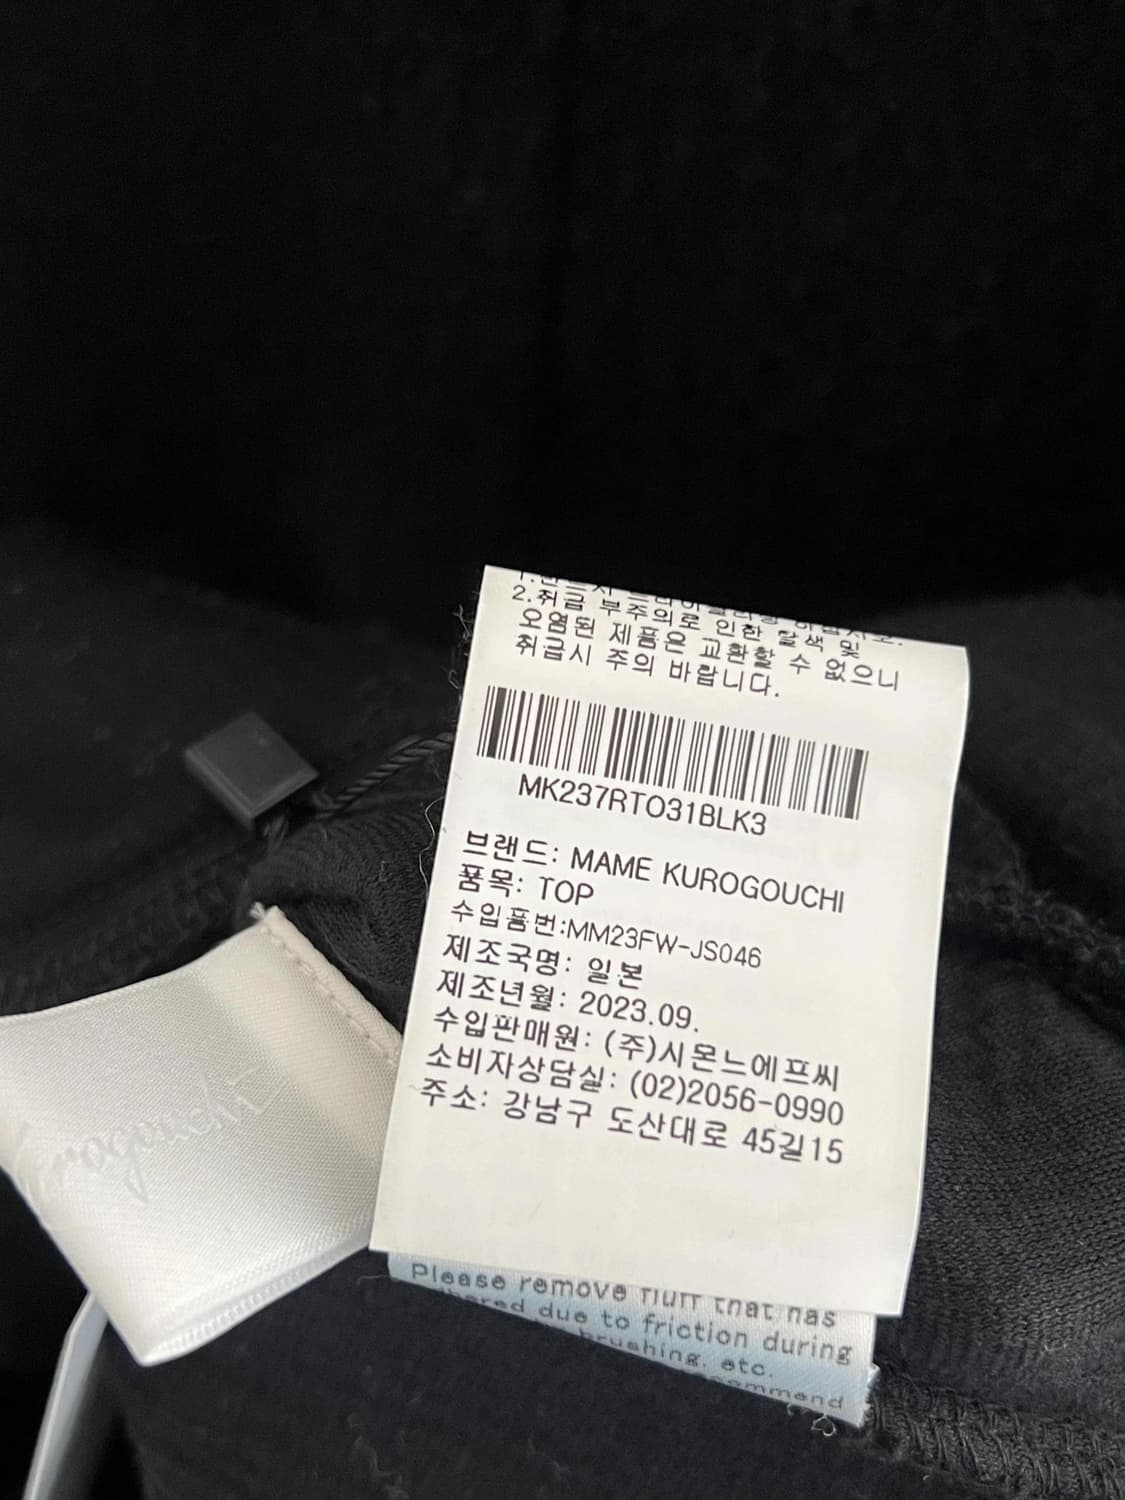 2.취급 부주의로 인한 탈색 및
오염된 제품은 교환할 수 없으니
취급시 주의 바랍니다.
MK237RTO31BLK3
브랜드: MAME KUROGOUCHI
품목: TOP
수입품번:MM23FW-JS046
제조국명: 일본
제조년월: 2023.09.
수입판매원: (주)시몬느에프씨
소비자상담실: (02)2056-0990
주소: 강남구 도산대로 45길15
Please remove fluff that has
due to friction during
brushing, etc.